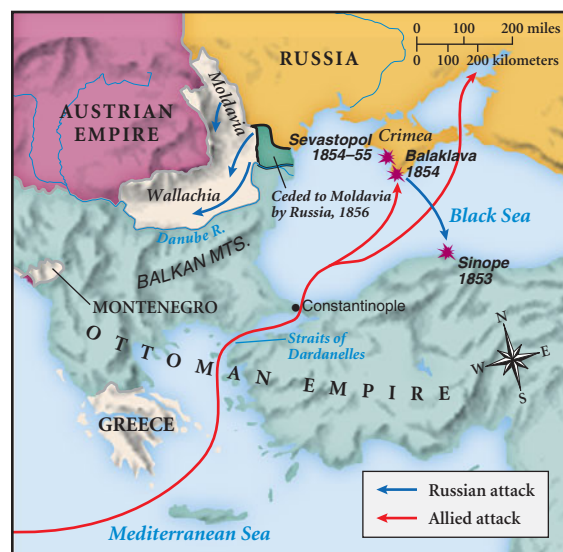 0 100 200 miles
0 100 200 kilometers
RUSSIA
Moldavia
AUSTRIAN
EMPIRE
Crimea
Sevastopol
1854–55
Balaklava
1854
Wallachia
Ceded to Moldavia
by Russia, 1856
Danube R.
Black Sea
BALKAN MTS.
Sinope
1853
MONTENEGRO
Constantinople
Straits of
Dardanelles
OTTOMAN EMPIRE
N
W E
S
GREECE
Russian attack
Allied attack
Mediterranean Sea